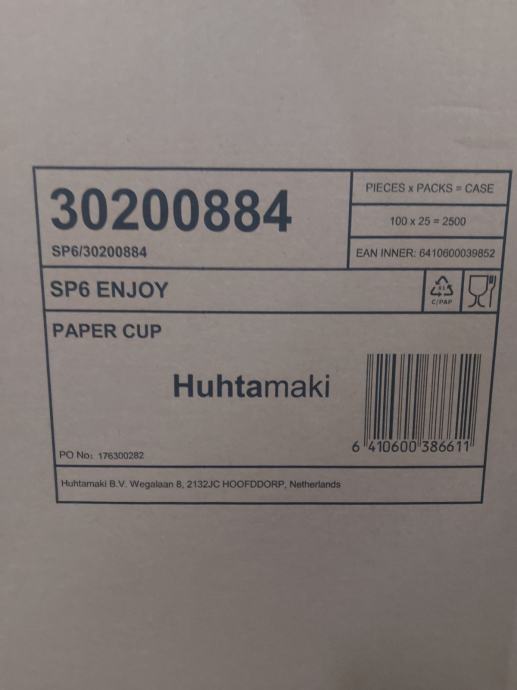 30200884
SP6/30200884
PIECES x PACKS = CASE
100 x 25 = 2500
EAN INNER: 6410600039852
SP6 ENJOY
81
C/PAP
PAPER CUP
Huhtamaki
6 410600 386611
PO No: 176300282
Huhtamaki B.V. Wegalaan 8, 2132JC HOOFDDORP, Netherlands